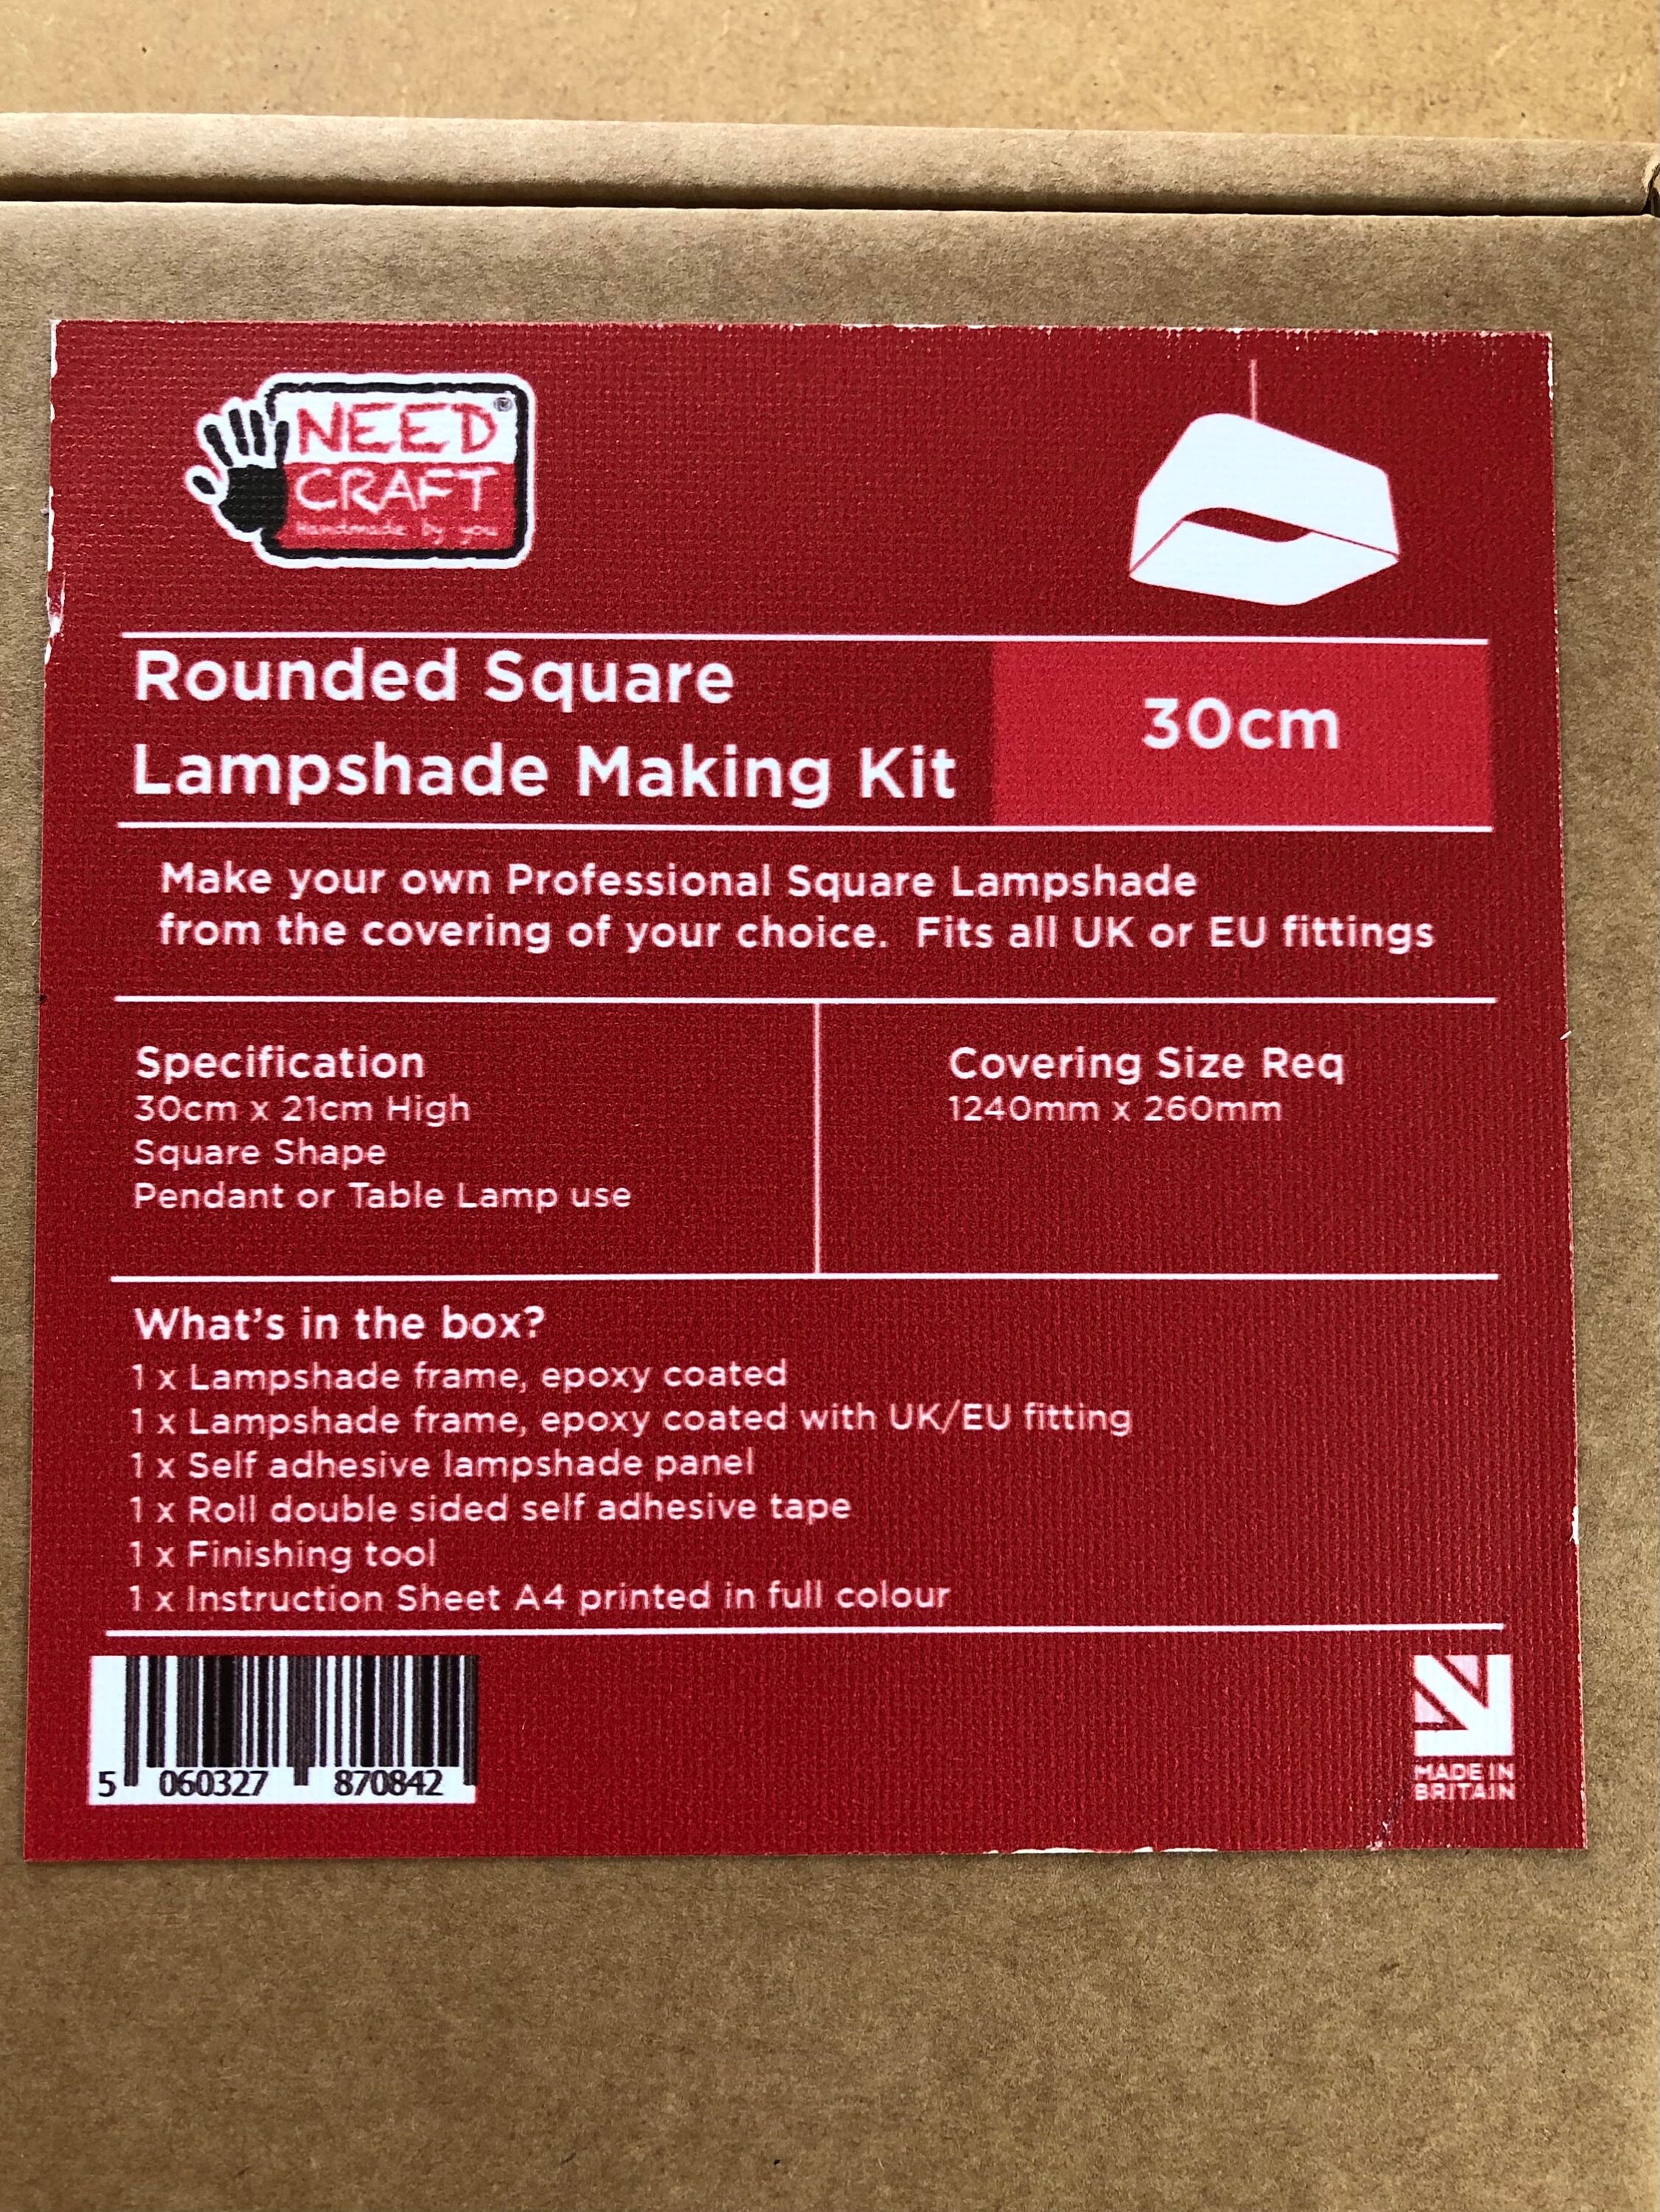 NEED®
CRAFT
Handmade by you
Rounded Square
Lampshade Making Kit
30cm
Make your own Professional Square Lampshade
from the covering of your choice. Fits all UK or EU fittings
Specification
30cm x 21cm High
Square Shape
Pendant or Table Lamp use
Covering Size Req
1240mm x 260mm
What's in the box?
1 x Lampshade frame, epoxy coated
1 x Lampshade frame, epoxy coated with UK/EU fitting
1 x Self adhesive lampshade panel
1 x Roll double sided self adhesive tape
1 x Finishing tool
1 x Instruction Sheet A4 printed in full colour
5 060327 870842
MADE IN
BRITAIN